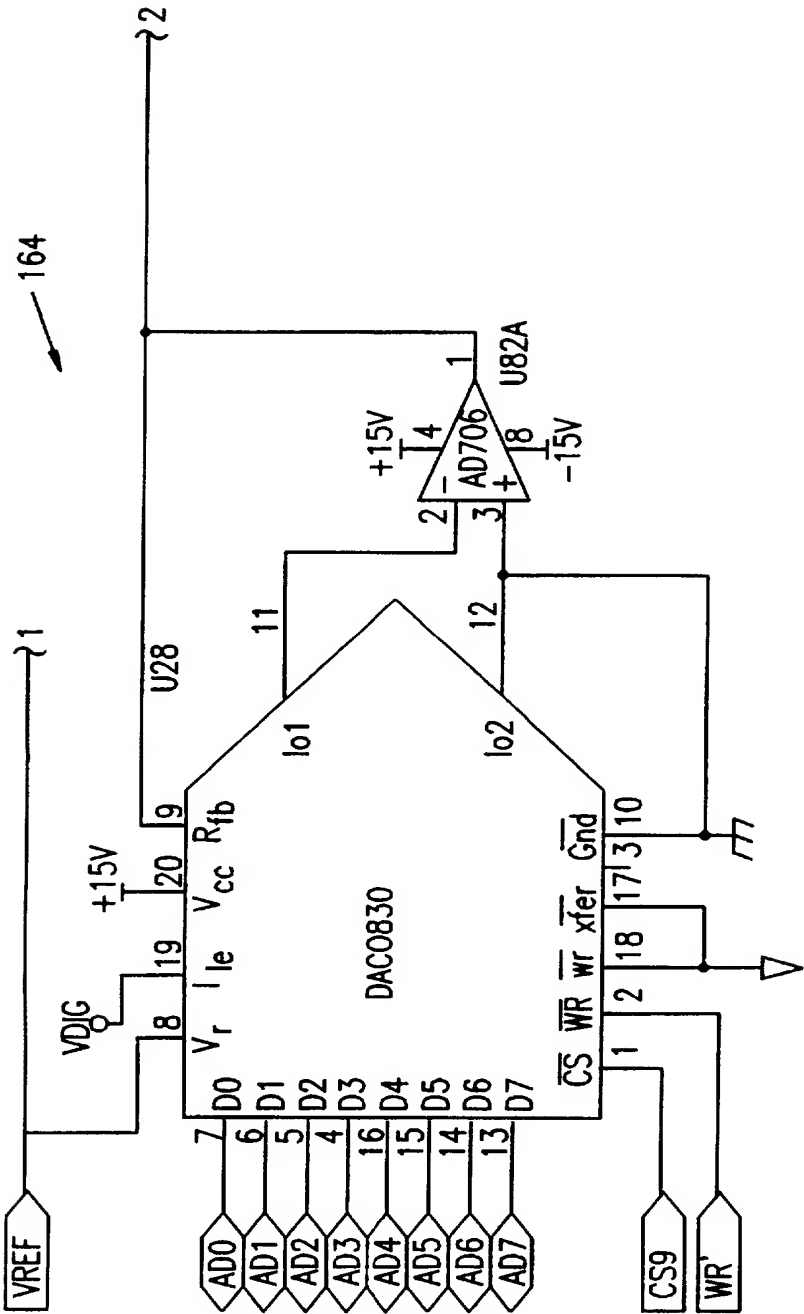 164
VREF
1
2
U28
VDIG
+15V
8
19
20
9
Vr
Ile
Vcc
Rfb
AD0
7
D0
AD1
6
D1
AD2
5
D2
AD3
4
D3
AD4
16
D4
AD5
15
D5
AD6
14
D6
AD7
13
D7
DAC0830
Io1
11
Io2
12
+15V
4
2
-
AD706
1
3
+
8
U82A
-15V
CS
WR
wr
xfer
Gnd
1
2
18
17
3
10
CS9
WR'